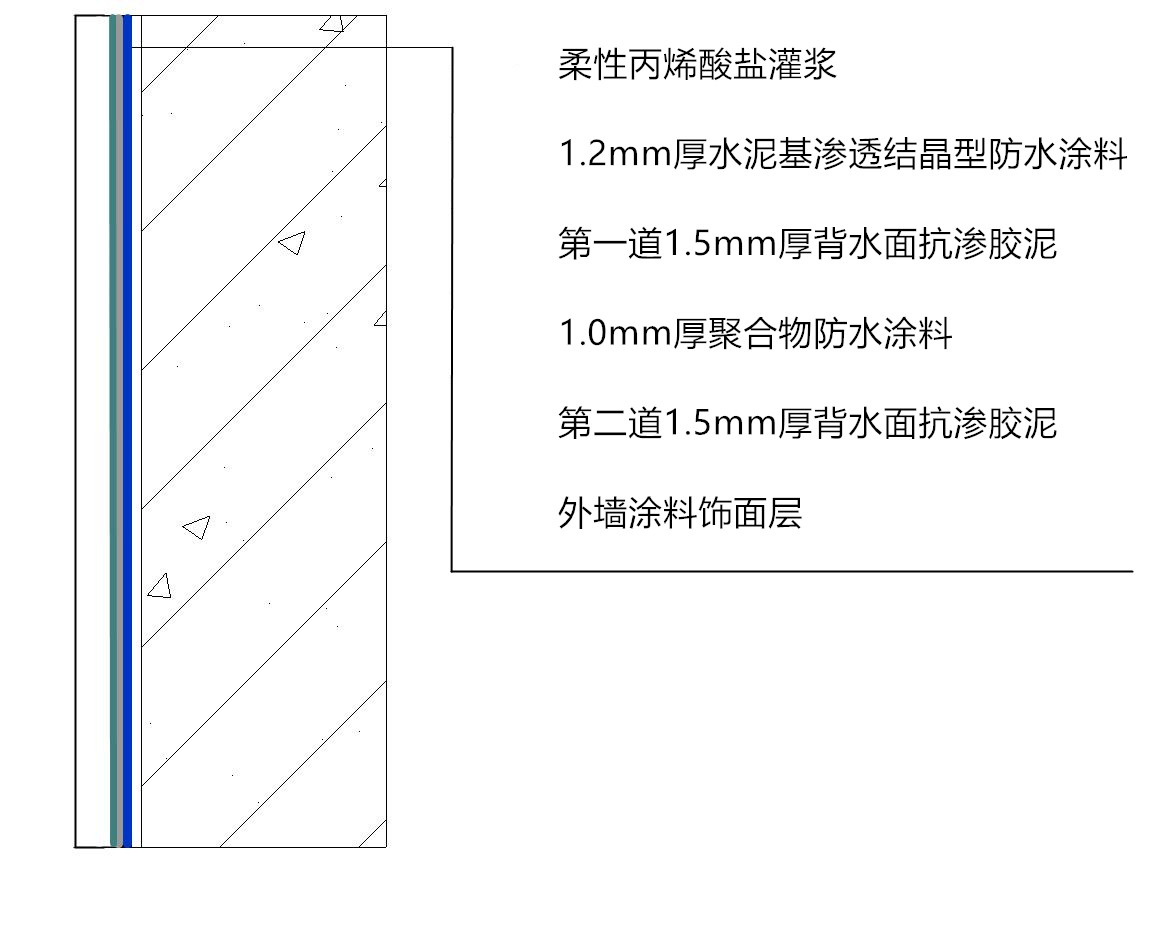 柔性丙烯酸盐灌浆
1.2mm厚水泥基渗透结晶型防水涂料
第一道1.5mm厚背水面抗渗胶泥
1.0mm厚聚合物防水涂料
第二道1.5mm厚背水面抗渗胶泥
外墙涂料饰面层